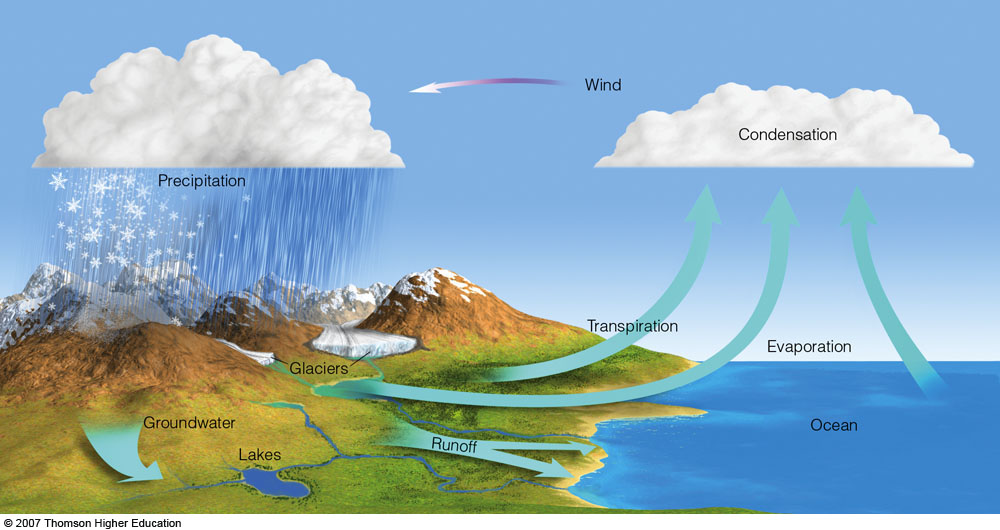 Wind
Condensation
Precipitation
Transpiration
Evaporation
Glaciers
Groundwater
Ocean
Runoff
Lakes
© 2007 Thomson Higher Education